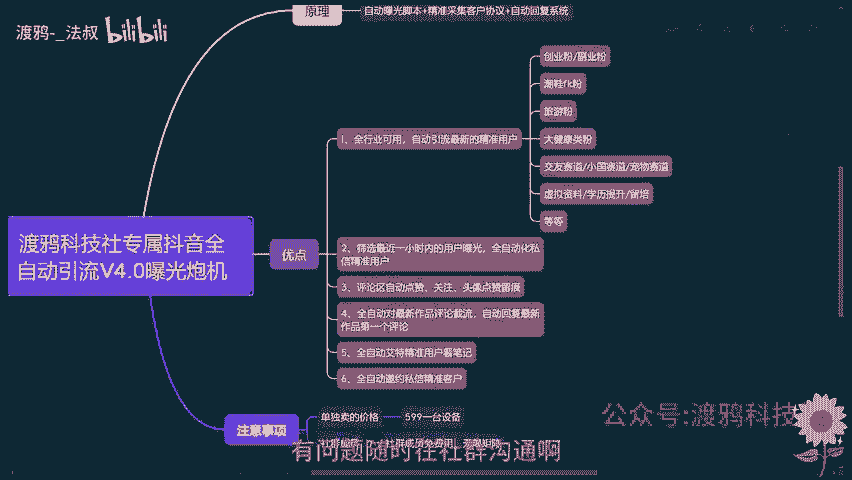 渡鸦-_法叔 bilibili
原理
自动曝光脚本+精准采集客户协议+自动回复系统
创业粉/副业粉
潮鞋fk粉
旅游粉
1、全行业可用，自动引流最新的精准用户
大健康类粉
交友赛道/小国赛道/宠物赛道
虚拟资料/学历提升/留培
等等
渡鸦科技社专属抖音全
自动引流V4.0曝光炮机
优点
2、筛选最近一小时内的用户曝光，全自动化私
信精准用户
3、评论区自动点赞、关注、头像点赞留痕
4、全自动对最新作品评论截流，自动回复最新
作品第一个评论
5、全自动艾特精准用户看笔记
6、全自动邀约私信精准客户
注意事项
单独卖的价格
599一台设备
公众号:渡鸦科技
有问题随时往社群沟通啊